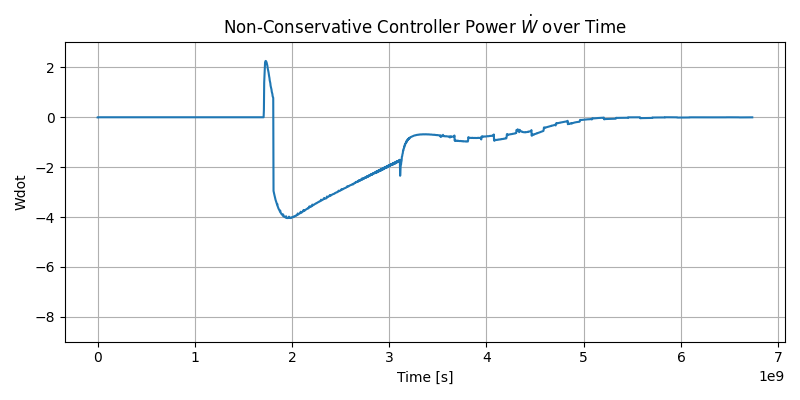 Non-Conservative Controller Power Ẇ over Time
2
0
−2
−4
−6
−8
Wdot
0 1 2 3 4 5 6 7
1e9
Time [s]